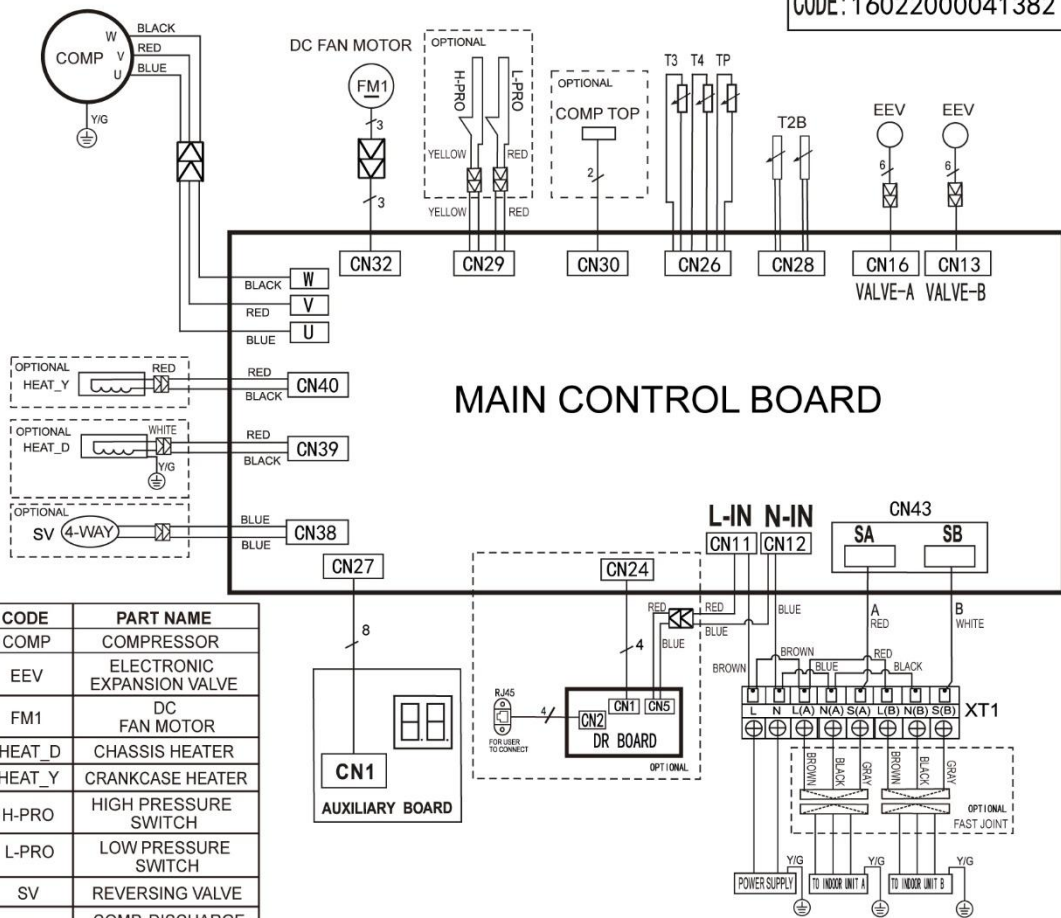 CODE:16022000041382
W
V
U
COMP
BLACK
RED
BLUE
Y/G
DC FAN MOTOR
FM1
3
3
OPTIONAL
H-PRO
L-PRO
YELLOW
RED
YELLOW
RED
OPTIONAL
COMP TOP
2
T3 T4 TP
T2B
EEV
6
EEV
6
CN32
CN29
CN30
CN26
CN28
CN16
CN13
VALVE-A
VALVE-B
BLACK
W
RED
V
BLUE
U
OPTIONAL
HEAT_Y
RED
RED
BLACK
CN40
OPTIONAL
HEAT_D
WHITE
Y/G
RED
BLACK
CN39
OPTIONAL
SV
4-WAY
BLUE
BLUE
CN38
MAIN CONTROL BOARD
CN27
8
CN1
AUXILIARY BOARD
CN24
4
L-IN
N-IN
CN11
CN12
CN43
SA
SB
RED
RED
BLUE
BLUE
RJ45
FOR USER
TO CONNECT
4
CN2
CN1
CN5
DR BOARD
OPTIONAL
BLUE
A
RED
B
WHITE
BROWN
BROWN
BLUE
RED
BLACK
L N L(A) N(A) S(A) L(B) N(B) S(B)
XT1
BROWN
BLACK
GRAY
BROWN
BLACK
GRAY
OPTIONAL
FAST JOINT
Y/G
Y/G
Y/G
POWER SUPPLY
TO INDOOR UNIT A
TO INDOOR UNIT B
CODE PART NAME
COMP COMPRESSOR
EEV ELECTRONIC
EXPANSION VALVE
FM1 DC
FAN MOTOR
HEAT_D CHASSIS HEATER
HEAT_Y CRANKCASE HEATER
H-PRO HIGH PRESSURE
SWITCH
L-PRO LOW PRESSURE
SWITCH
SV REVERSING VALVE
COMP. DISCHARGE